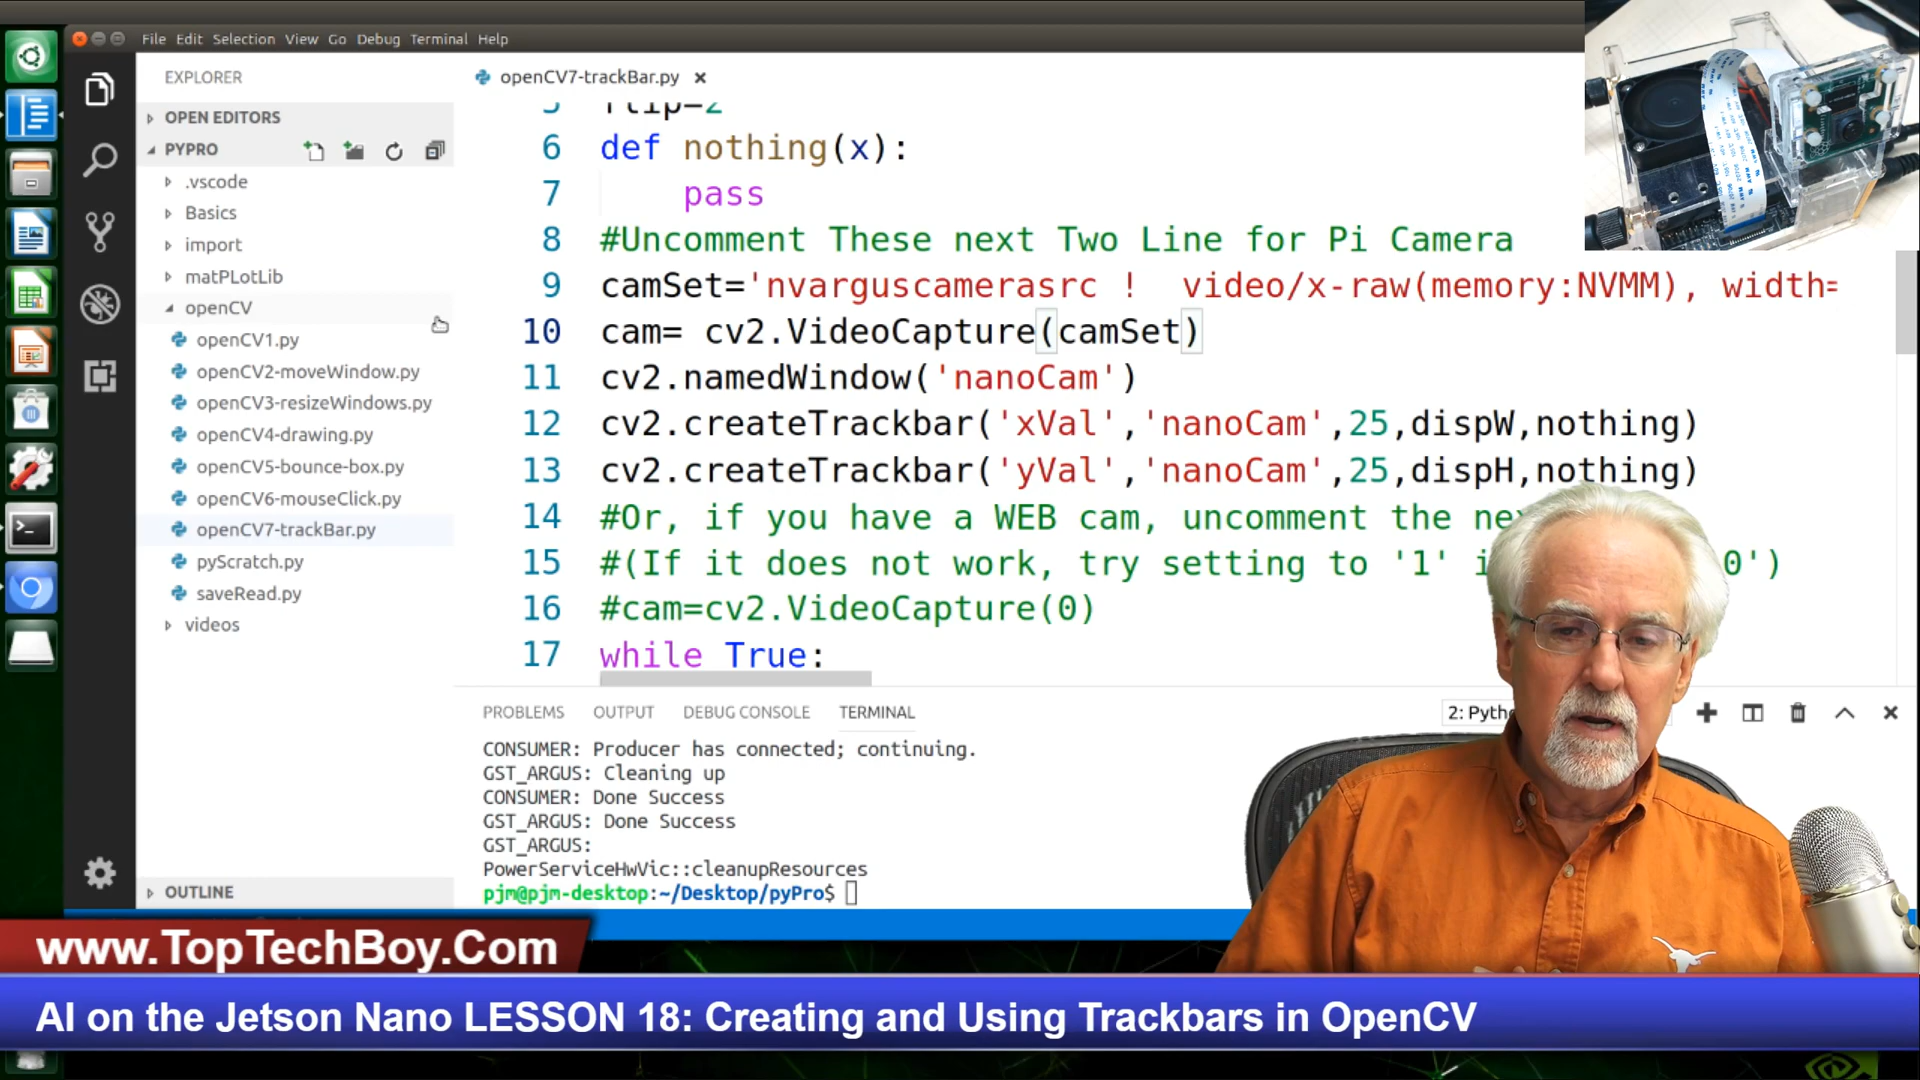 File Edit Selection View Go Debug Terminal Help
EXPLORER
OPEN EDITORS
PYPRO
.vscode
Basics
import
matPLotLib
openCV
openCV1.py
openCV2-moveWindow.py
openCV3-resizeWindows.py
openCV4-drawing.py
openCV5-bounce-box.py
openCV6-mouseClick.py
openCV7-trackBar.py
pyScratch.py
saveRead.py
videos
OUTLINE
openCV7-trackBar.py
5 flip=2
6 def nothing(x):
7 pass
8 #Uncomment These next Two Line for Pi Camera
9 camSet='nvarguscamerasrc ! video/x-raw(memory:NVMM), width=
10 cam= cv2.VideoCapture(camSet)
11 cv2.namedWindow('nanoCam')
12 cv2.createTrackbar('xVal','nanoCam',25,dispW,nothing)
13 cv2.createTrackbar('yVal','nanoCam',25,dispH,nothing)
14 #Or, if you have a WEB cam, uncomment the
15 #(If it does not work, try setting to '1' 0')
16 #cam=cv2.VideoCapture(0)
17 while True:
PROBLEMS OUTPUT DEBUG CONSOLE TERMINAL
2: Pyth
CONSUMER: Producer has connected; continuing.
GST_ARGUS: Cleaning up
CONSUMER: Done Success
GST_ARGUS: Done Success
GST_ARGUS:
PowerServiceHwVic::cleanupResources
pjm@pjm-desktop:~/Desktop/pyPro$
www.TopTechBoy.Com
AI on the Jetson Nano LESSON 18: Creating and Using Trackbars in OpenCV